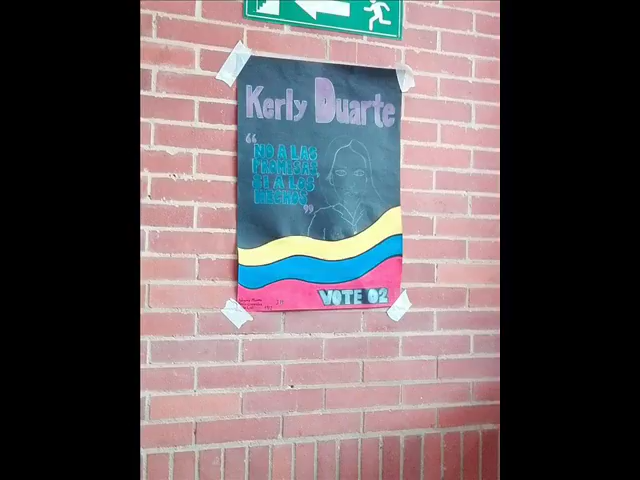 Kerly Duarte
"NO A LAS
PROMESAS
SI A LOS
HECHOS"
VOTE 02